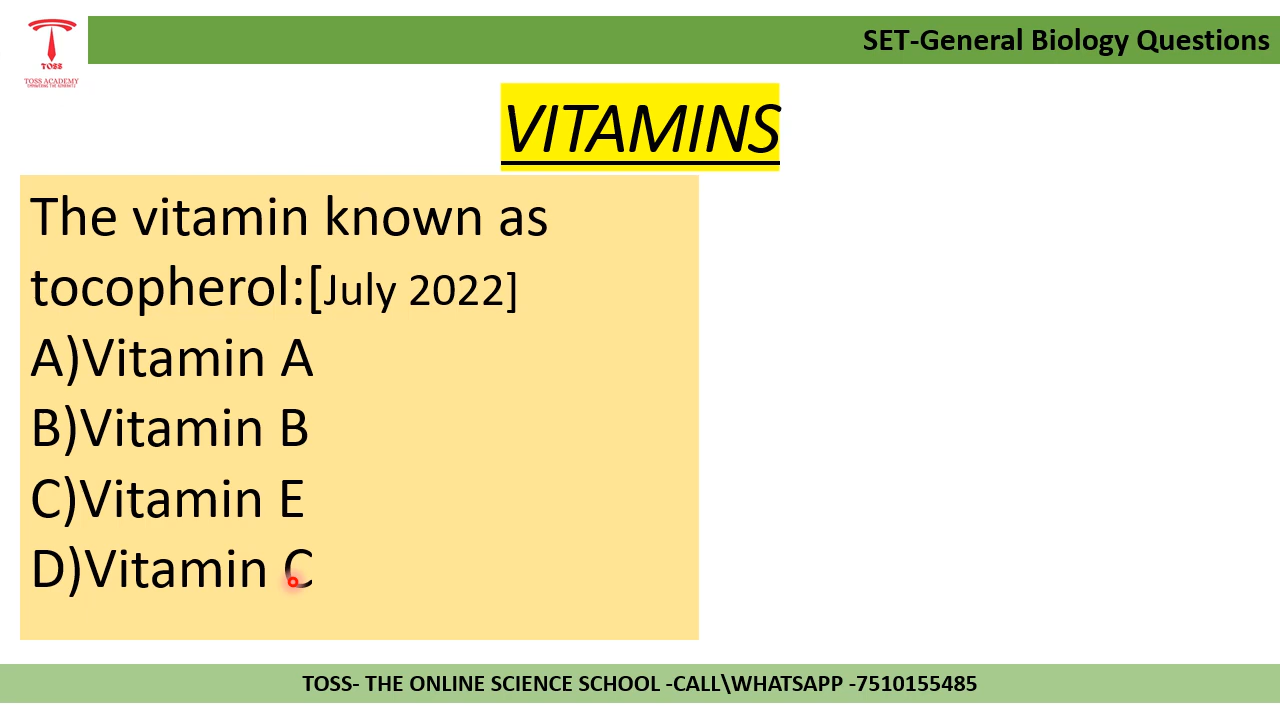 SET-General Biology Questions
TOSS
TOSS ACADEMY
VITAMINS
The vitamin known as
tocopherol:[July 2022]
A)Vitamin A
B)Vitamin B
C)Vitamin E
D)Vitamin C
TOSS- THE ONLINE SCIENCE SCHOOL -CALL\WHATSAPP -7510155485